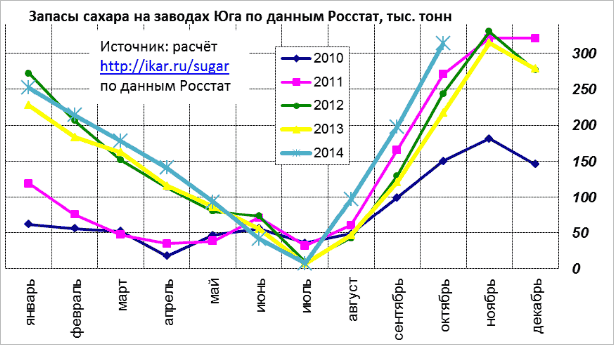 Запасы сахара на заводах Юга по данным Росстат, тыс. тонн
Источник: расчёт
http://ikar.ru/sugar
по данным Росстат
2010
2011
2012
2013
2014
300
250
200
150
100
50
0
январь
февраль
март
апрель
май
июнь
июль
август
сентябрь
октябрь
ноябрь
декабрь